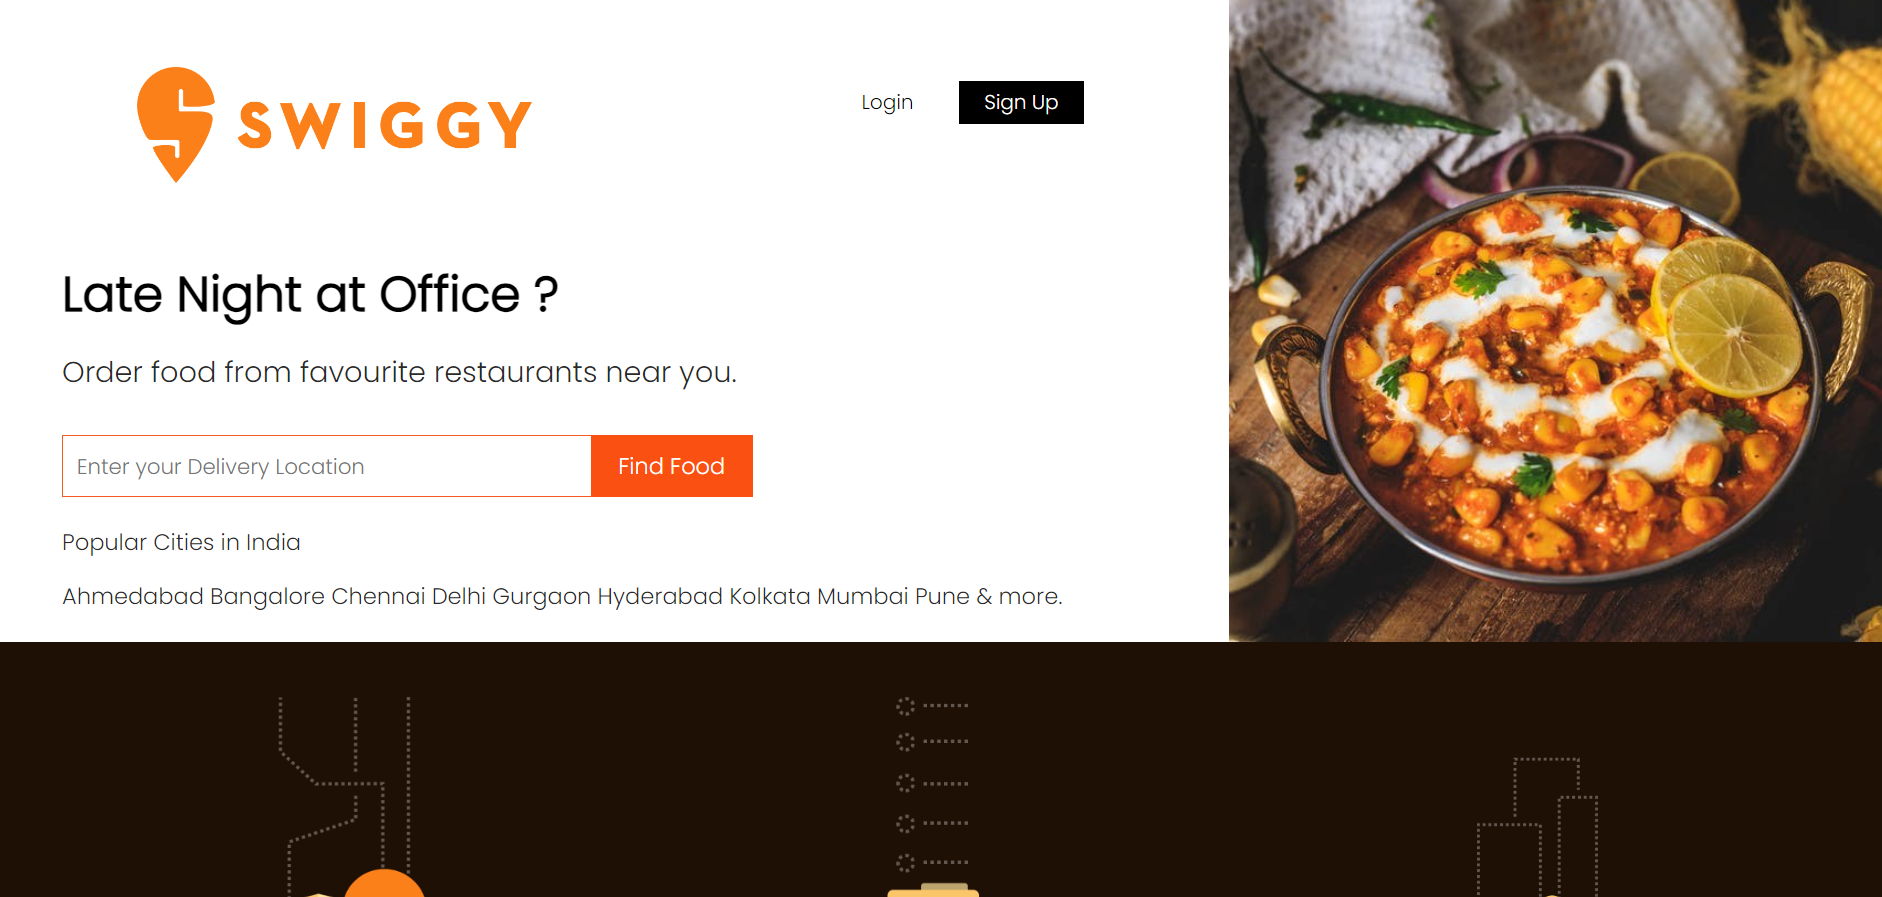 SWIGGY
Login
Sign Up
Late Night at Office ?
Order food from favourite restaurants near you.
Enter your Delivery Location
Find Food
Popular Cities in India
Ahmedabad Bangalore Chennai Delhi Gurgaon Hyderabad Kolkata Mumbai Pune & more.